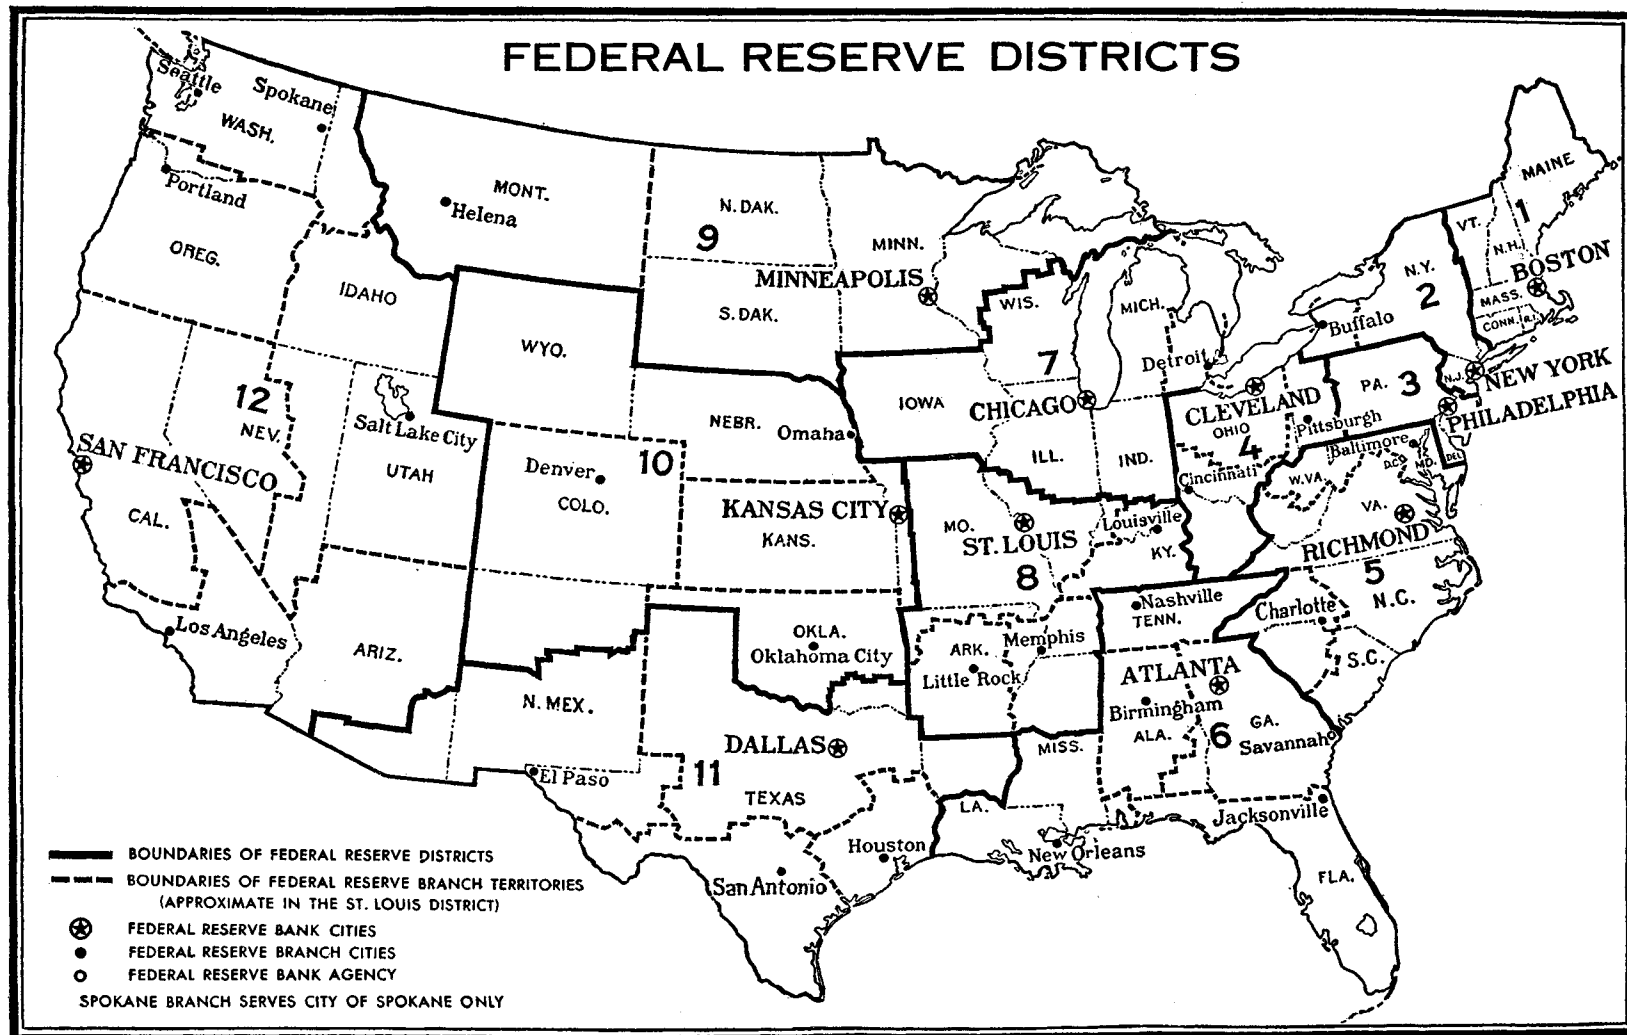 FEDERAL RESERVE DISTRICTS
Seattle
Spokane
WASH.
Portland
OREG.
IDAHO
MONT.
Helena
N. DAK.
9
MINN.
MINNEAPOLIS
S. DAK.
WYO.
WIS.
MICH.
7
Detroit
IOWA
CHICAGO
NEBR.
Omaha
ILL.
IND.
MAINE
VT.
1
N.H.
BOSTON
MASS.
CONN.
R.I.
N.Y.
2
Buffalo
N.J.
NEW YORK
PA.
3
PHILADELPHIA
CLEVELAND
OHIO
4
Pittsburgh
Cincinnati
Baltimore
D.C.
MD.
DEL.
W.VA.
VA.
RICHMOND
5
N.C.
Charlotte
S.C.
12
NEV.
SAN FRANCISCO
CAL.
Los Angeles
Salt Lake City
UTAH
ARIZ.
Denver
COLO.
10
KANSAS CITY
KANS.
MO.
ST. LOUIS
8
Louisville
KY.
Nashville
TENN.
OKLA.
Oklahoma City
ARK.
Memphis
Little Rock
N. MEX.
El Paso
DALLAS
11
TEXAS
Houston
San Antonio
ATLANTA
Birmingham
ALA.
6
GA.
Savannah
MISS.
LA.
New Orleans
Jacksonville
FLA.
BOUNDARIES OF FEDERAL RESERVE DISTRICTS
BOUNDARIES OF FEDERAL RESERVE BRANCH TERRITORIES
(APPROXIMATE IN THE ST. LOUIS DISTRICT)
FEDERAL RESERVE BANK CITIES
FEDERAL RESERVE BRANCH CITIES
FEDERAL RESERVE BANK AGENCY
SPOKANE BRANCH SERVES CITY OF SPOKANE ONLY